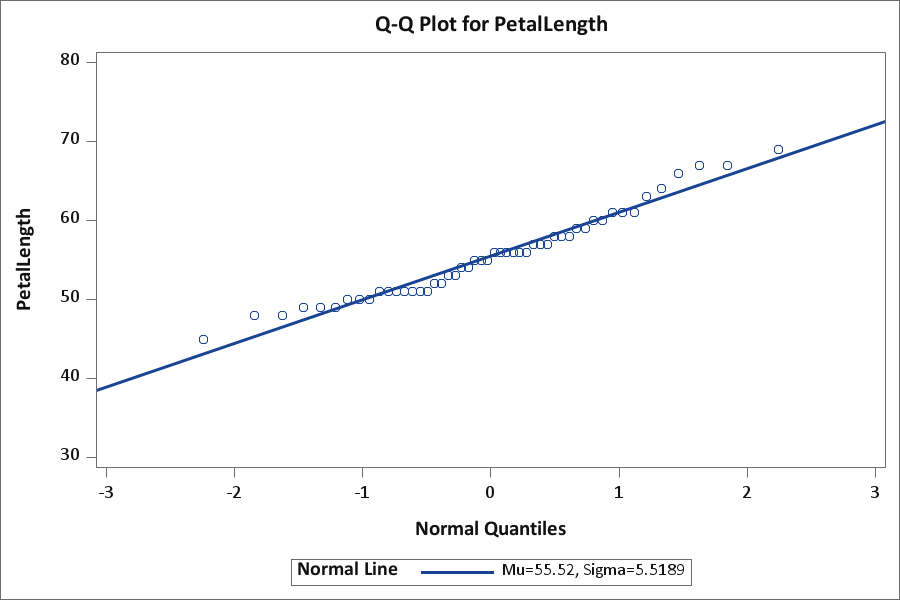 Q-Q Plot for PetalLength
80
70
60
50
40
30
PetalLength
-3 -2 -1 0 1 2 3
Normal Quantiles
Normal Line Mu=55.52, Sigma=5.5189